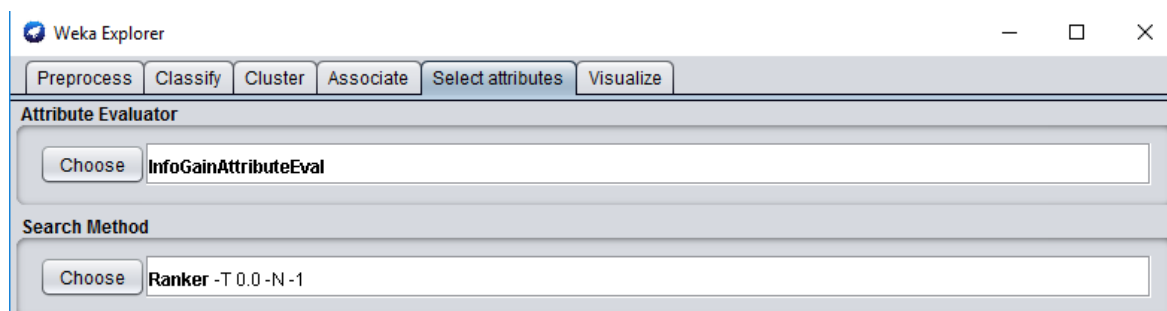 Weka Explorer
Preprocess Classify Cluster Associate Select attributes Visualize
Attribute Evaluator
Choose InfoGainAttributeEval
Search Method
Choose Ranker -T 0.0 -N -1